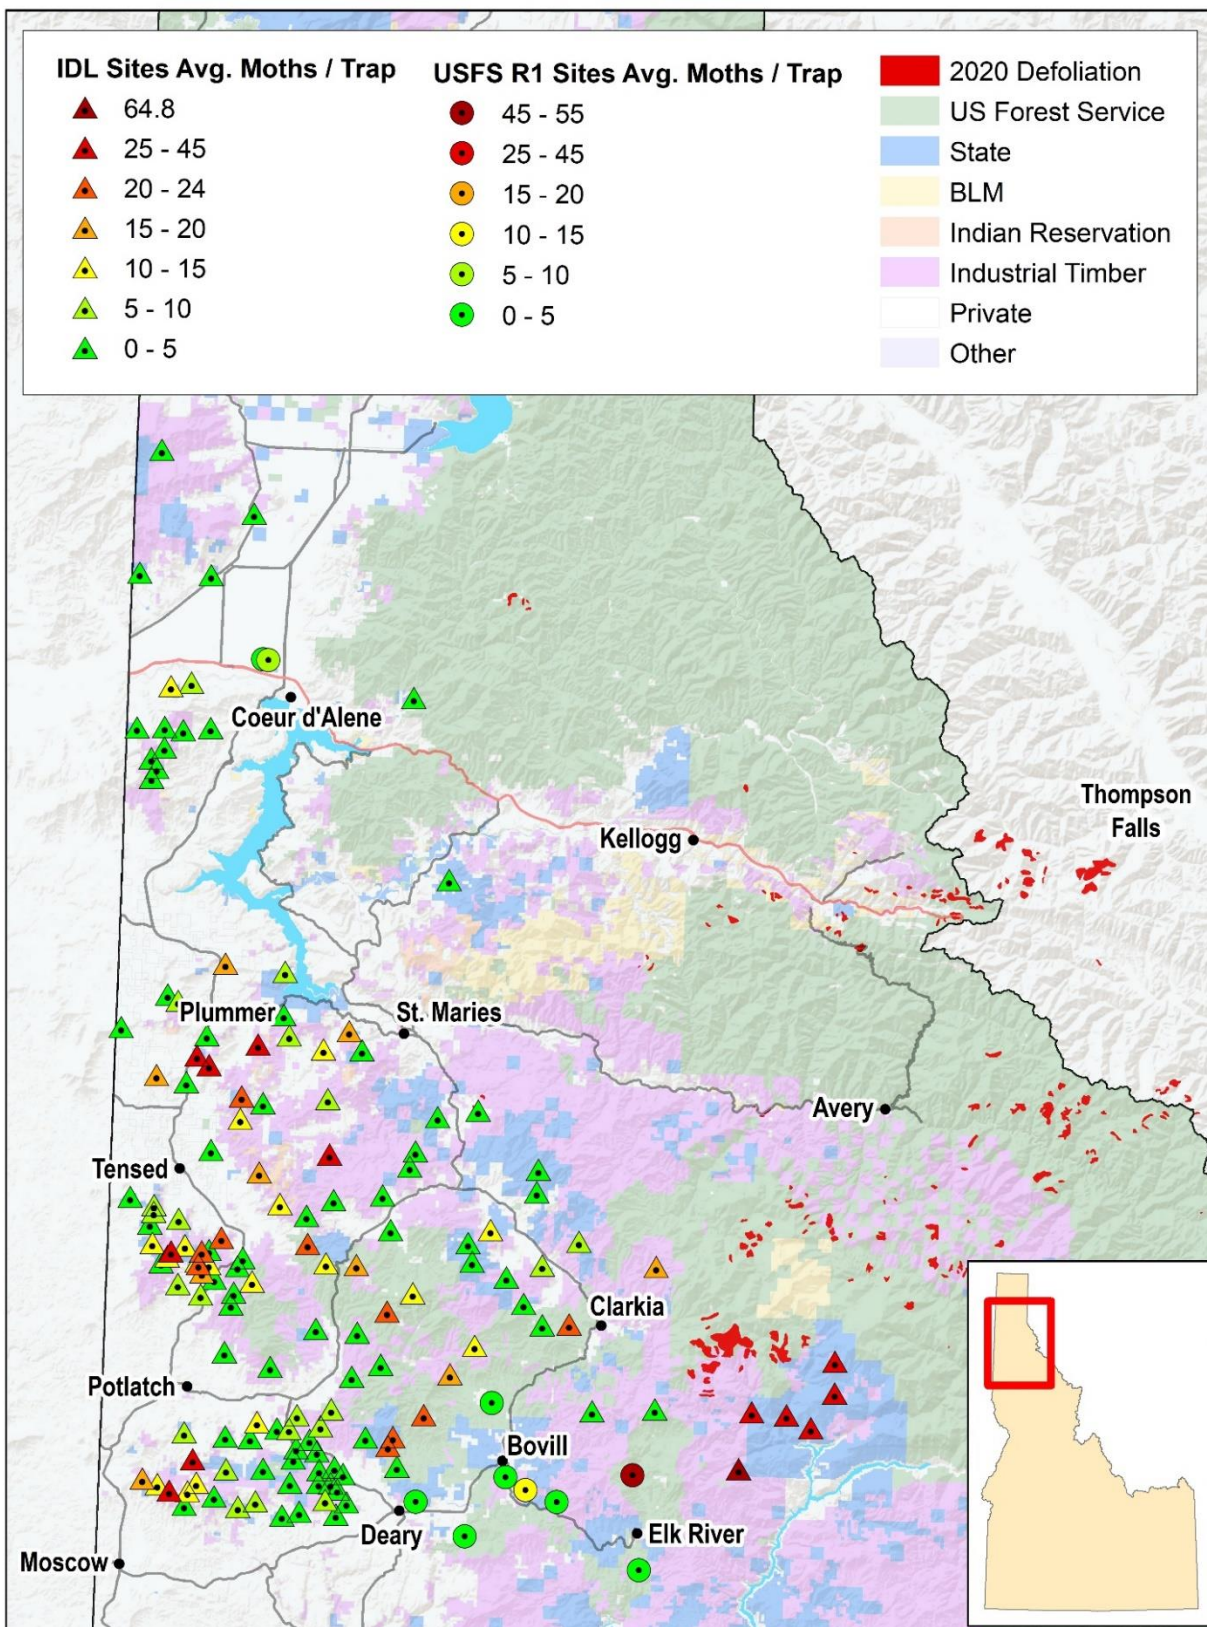 IDL Sites Avg. Moths / Trap
64.8
25 - 45
20 - 24
15 - 20
10 - 15
5 - 10
0 - 5
USFS R1 Sites Avg. Moths / Trap
45 - 55
25 - 45
15 - 20
10 - 15
5 - 10
0 - 5
2020 Defoliation
US Forest Service
State
BLM
Indian Reservation
Industrial Timber
Private
Other
Coeur d'Alene
Thompson
Falls
Kellogg
Plummer
St. Maries
Avery
Tensed
Clarkia
Potlatch
Bovill
Deary
Elk River
Moscow